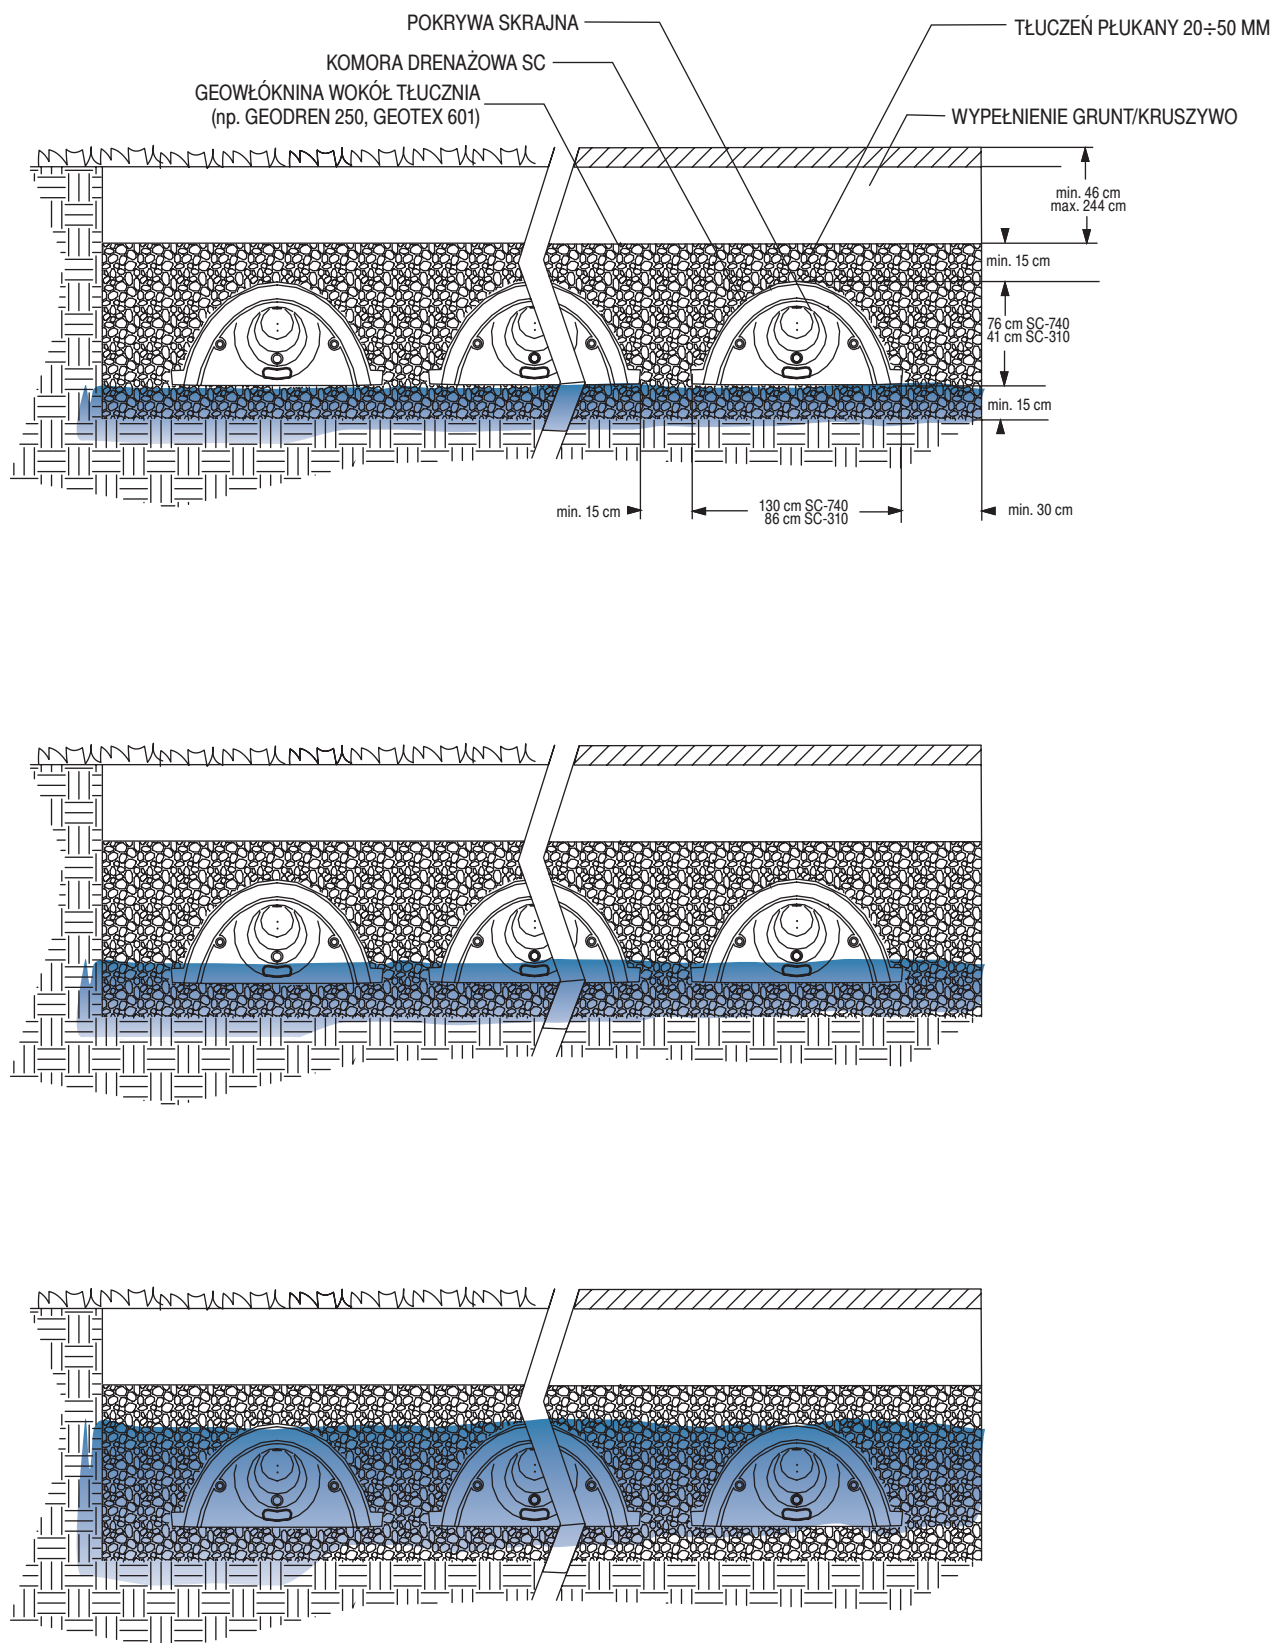 POKRYWA SKRAJNA
TŁUCZEŃ PŁUKANY 20÷50 MM
KOMORA DRENAŻOWA SC
GEOWŁÓKNINA WOKÓŁ TŁUCZNIA
(np. GEODREN 250, GEOTEX 601)
WYPEŁNIENIE GRUNT/KRUSZYWO
min. 46 cm
max. 244 cm
min. 15 cm
76 cm SC-740
41 cm SC-310
min. 15 cm
min. 15 cm
130 cm SC-740
86 cm SC-310
min. 30 cm